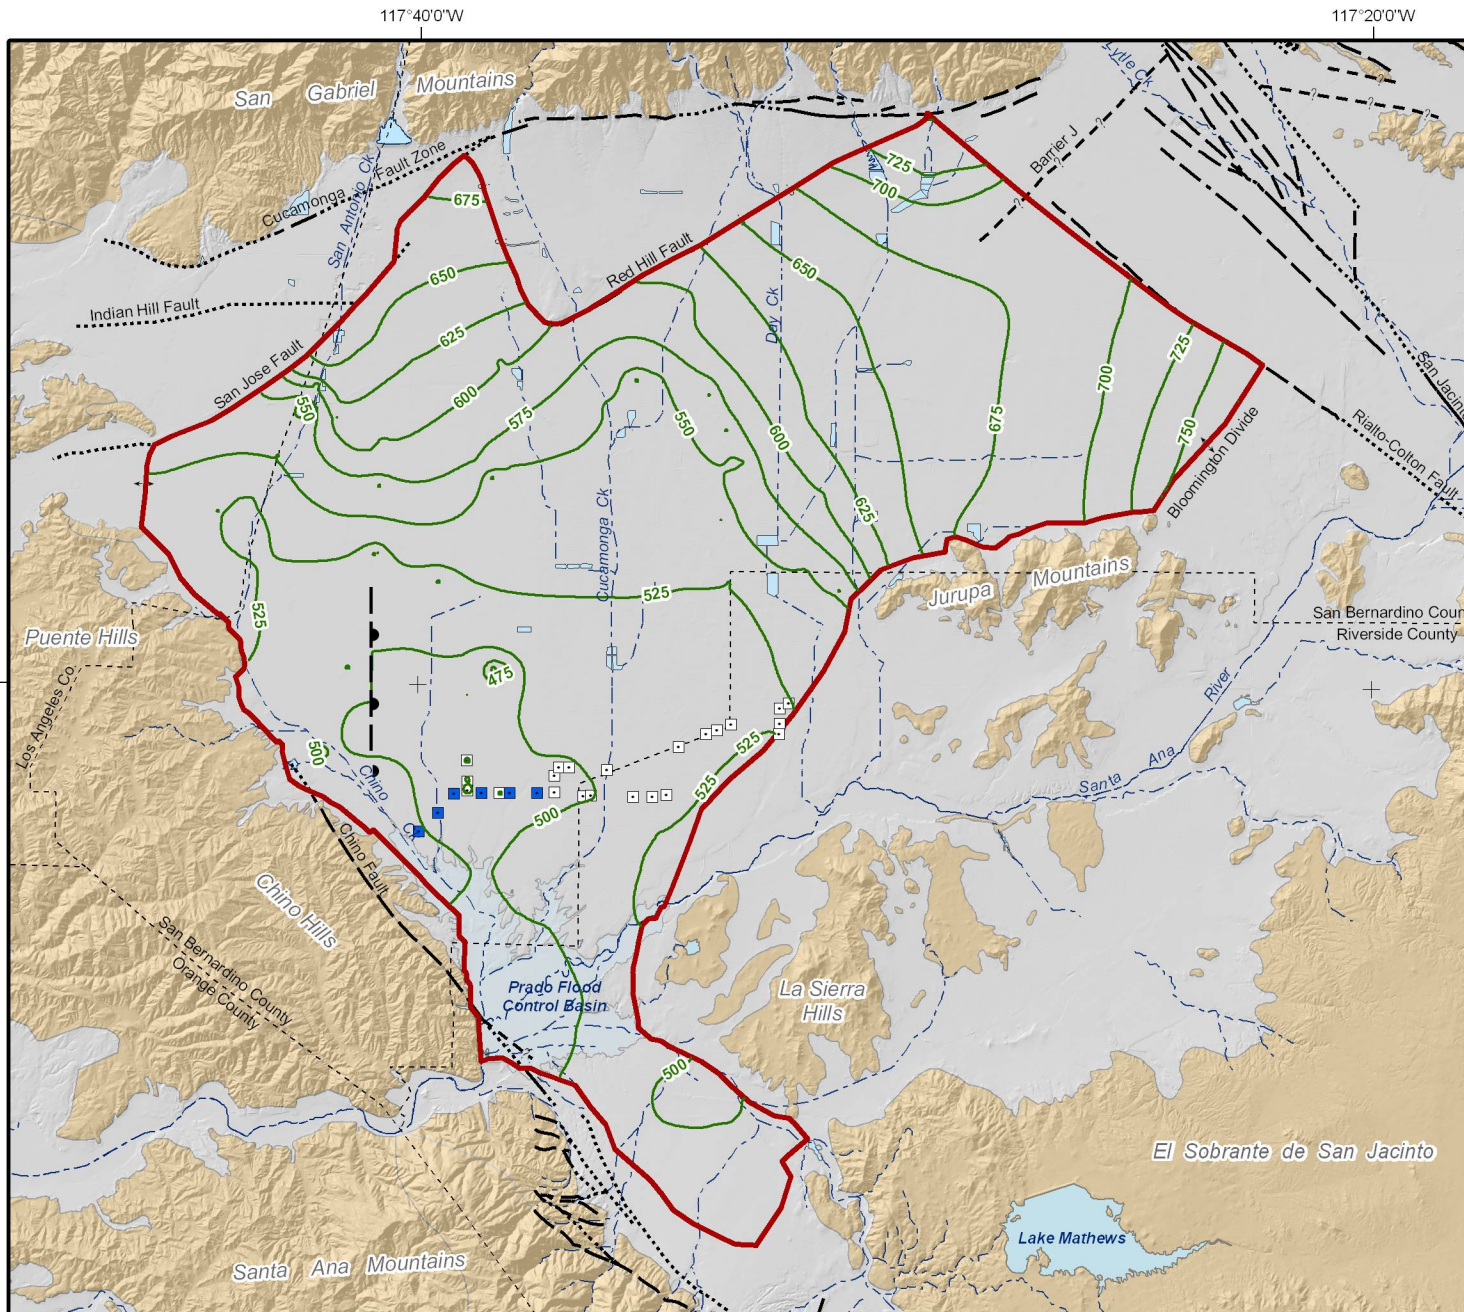 117°40'0"W
117°20'0"W
San Gabriel Mountains
Lytle Ck
Cucamonga Fault Zone
San Antonio Ck
Barrier J
?
?
?
?
?
?
?
725
700
675
650
650
Red Hill Fault
Indian Hill Fault
Day Ck
625
San Jose Fault
725
700
600
575
550
550
600
675
750
San Jacinto
Bloomington Divide
Rialto-Colton Fault
625
Cucamonga Ck
525
525
Jurupa Mountains
San Bernardino Coun
Riverside County
Puente Hills
475
River
Los Angeles Co.
500
525
Santa Ana
Chino
C
525
500
Chino Fault
Chino Hills
San Bernardino County
Orange County
Prado Flood
Control Basin
La Sierra
Hills
500
El Sobrante de San Jacinto
Lake Mathews
Santa Ana Mountains